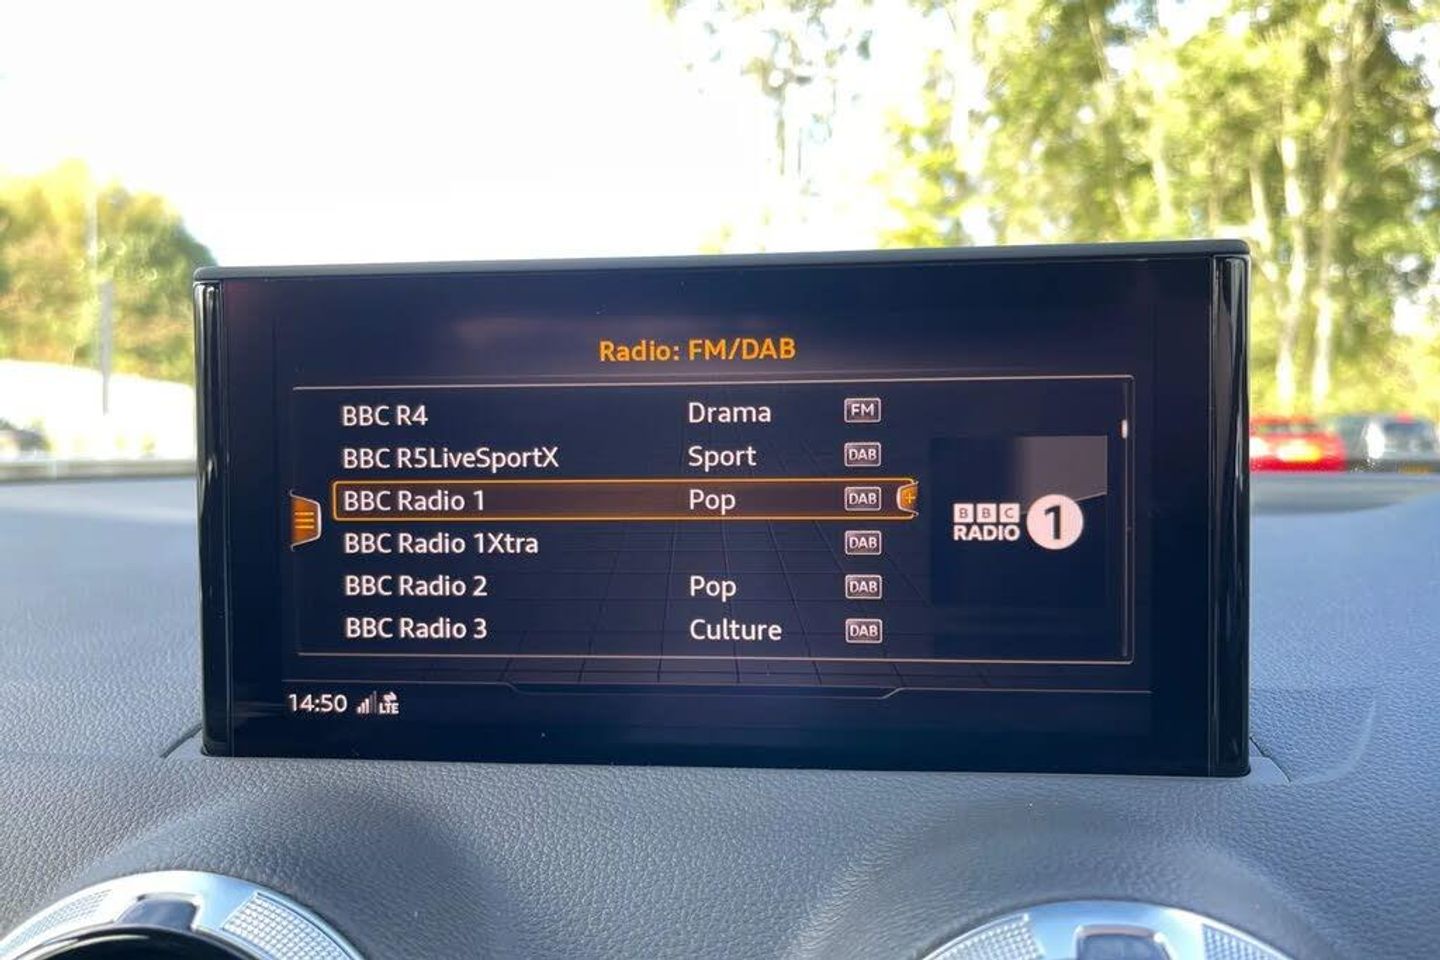 Radio: FM/DAB
BBC R4 Drama FM
BBC R5LiveSportX Sport DAB
BBC Radio 1 Pop DAB +
BBC Radio 1Xtra DAB
BBC Radio 2 Pop DAB
BBC Radio 3 Culture DAB
BBC
RADIO 1
14:50 LTE